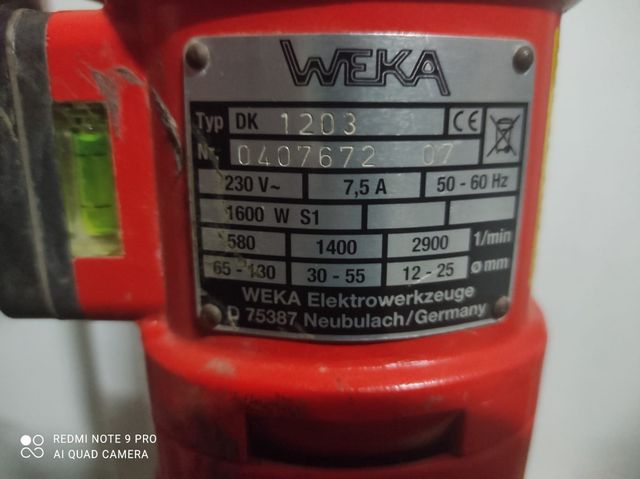 WEKA
Typ DK 1203 CE
Nr. 0407672 07
230 V~ 7,5 A 50 - 60 Hz
1600 W S1
580 1400 2900 1/min
65 - 130 30 - 55 12 - 25 ø mm
WEKA Elektrowerkzeuge
D 75387 Neubulach/Germany
REDMI NOTE 9 PRO
AI QUAD CAMERA